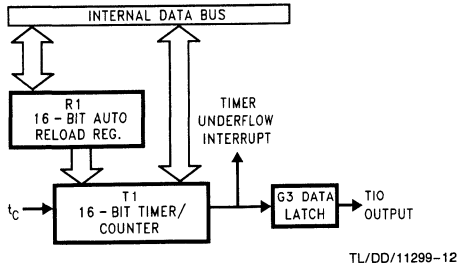 INTERNAL DATA BUS
R1
16-BIT AUTO
RELOAD REG.
TIMER
UNDERFLOW
INTERRUPT
tC
T1
16-BIT TIMER/
COUNTER
G3 DATA
LATCH
TIO
OUTPUT
TL/DD/11299-12